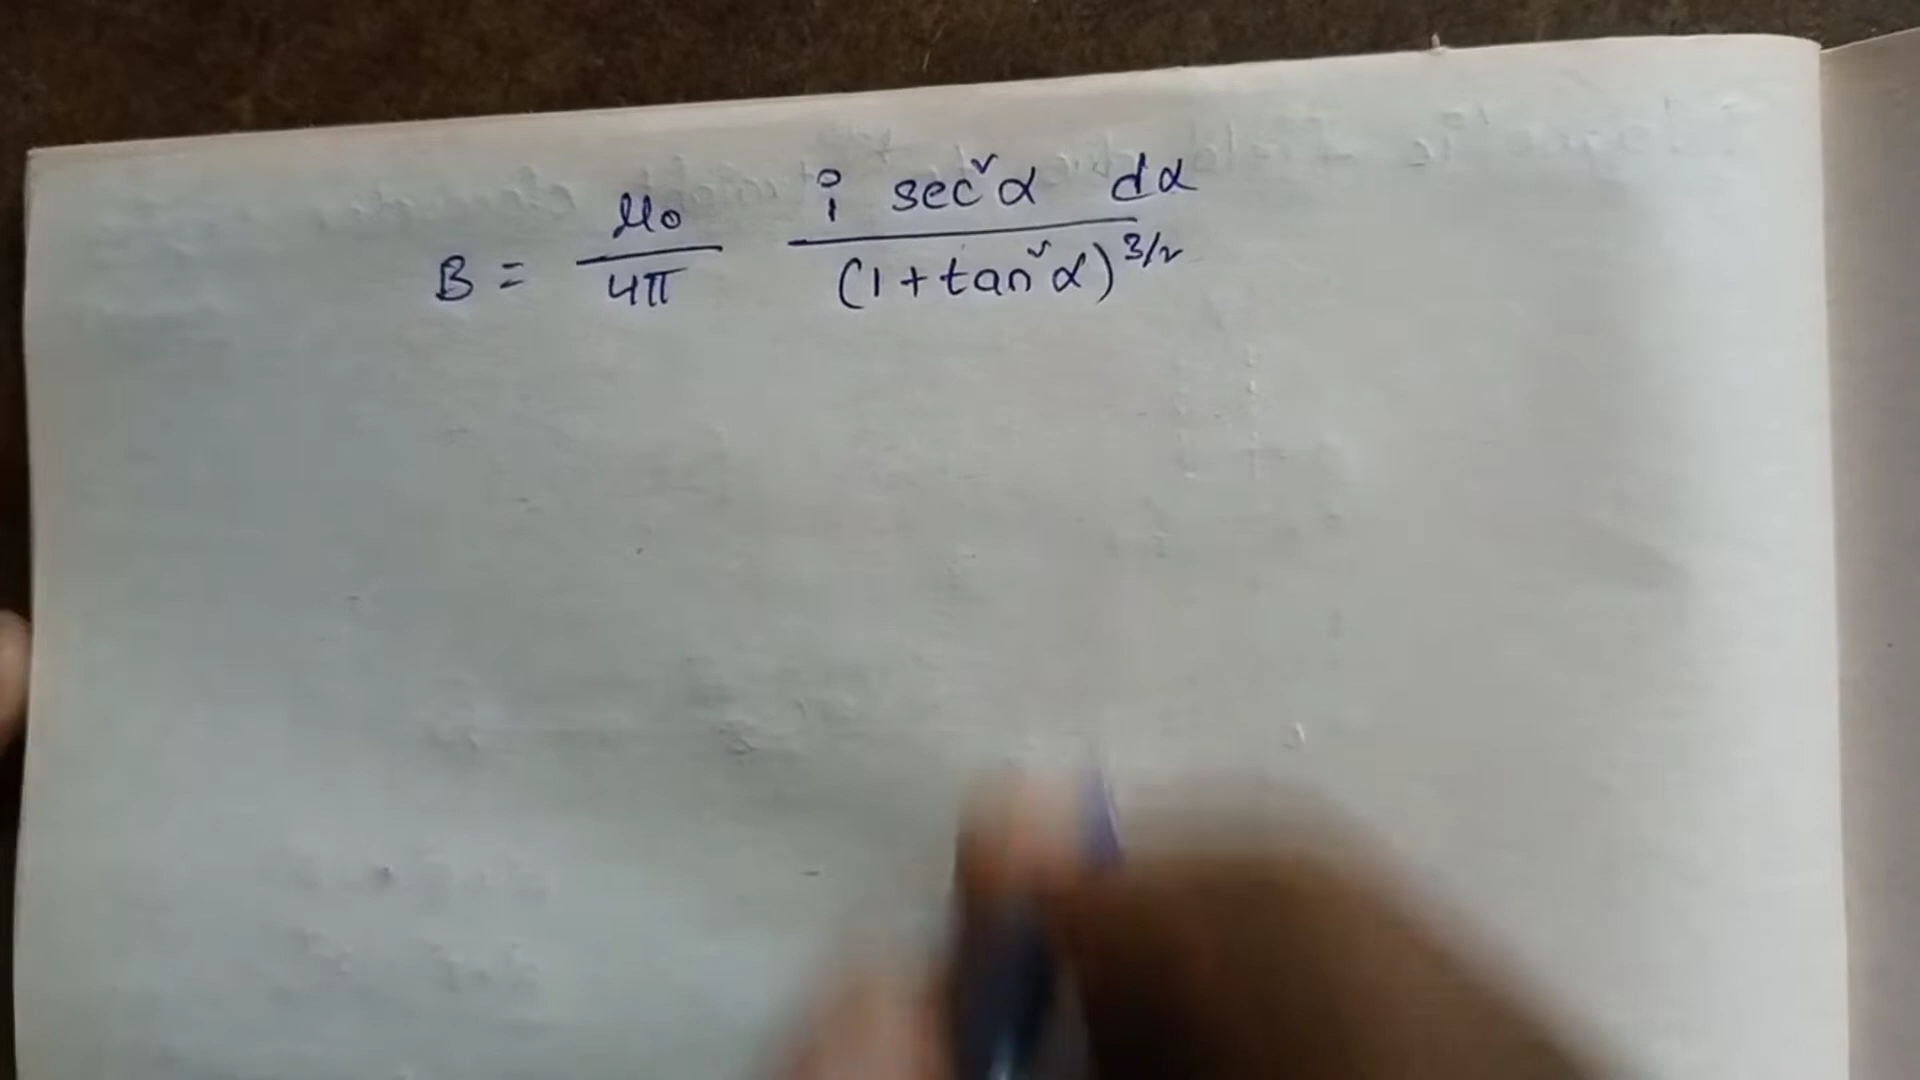 B = μ₀/4π i sec²α dα/(1+tan²α)^3/2